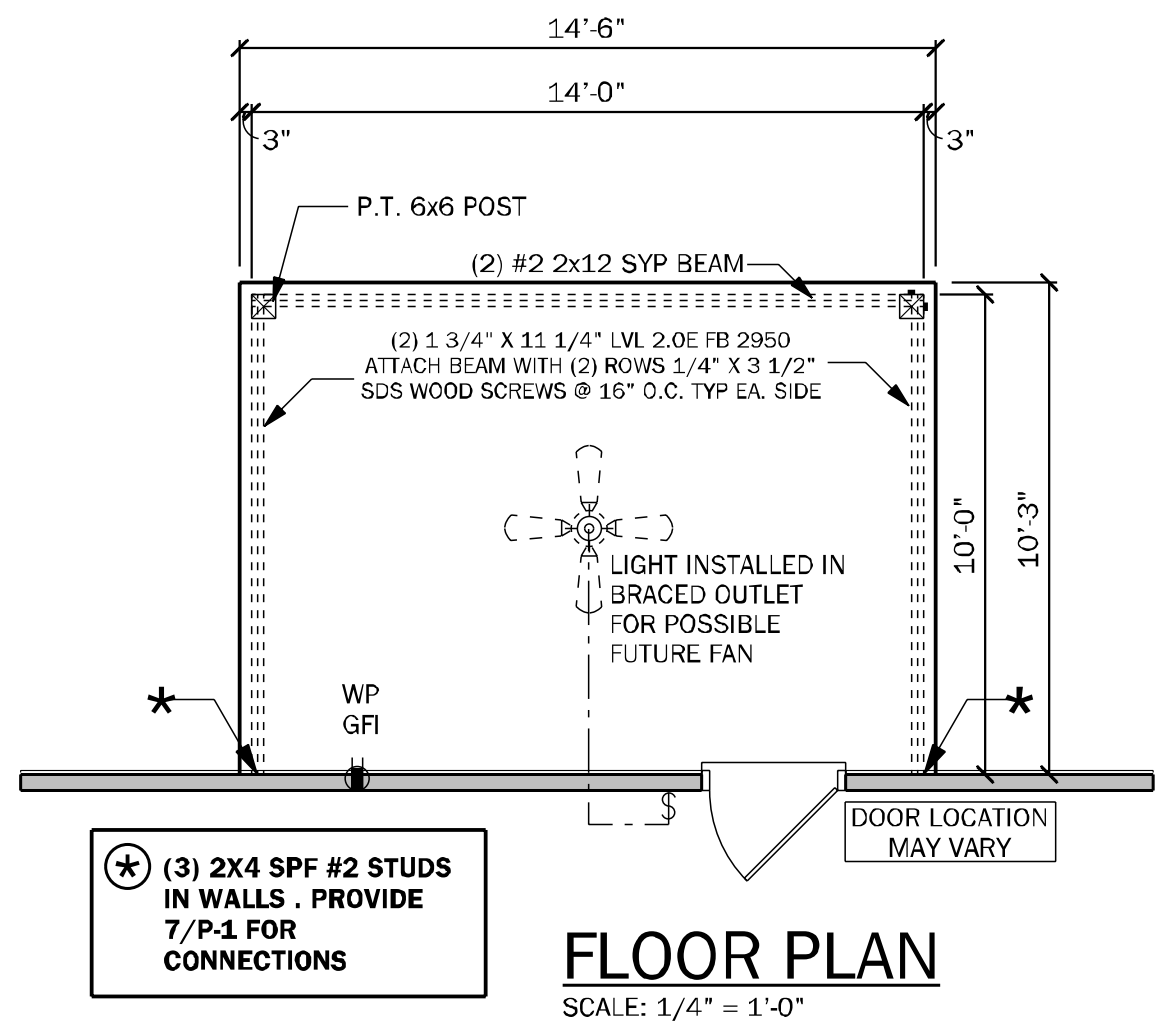 14'-6"
14'-0"
3"
3"
P.T. 6x6 POST
(2) #2 2x12 SYP BEAM
(2) 1 3/4" X 11 1/4" LVL 2.0E FB 2950
ATTACH BEAM WITH (2) ROWS 1/4" X 3 1/2"
SDS WOOD SCREWS @ 16" O.C. TYP EA. SIDE
10'-0"
10'-3"
LIGHT INSTALLED IN
BRACED OUTLET
FOR POSSIBLE
FUTURE FAN
*
WP
GFI
*
$
DOOR LOCATION
MAY VARY
* (3) 2X4 SPF #2 STUDS
IN WALLS . PROVIDE
7/P-1 FOR
CONNECTIONS
FLOOR PLAN
SCALE: 1/4" = 1'-0"